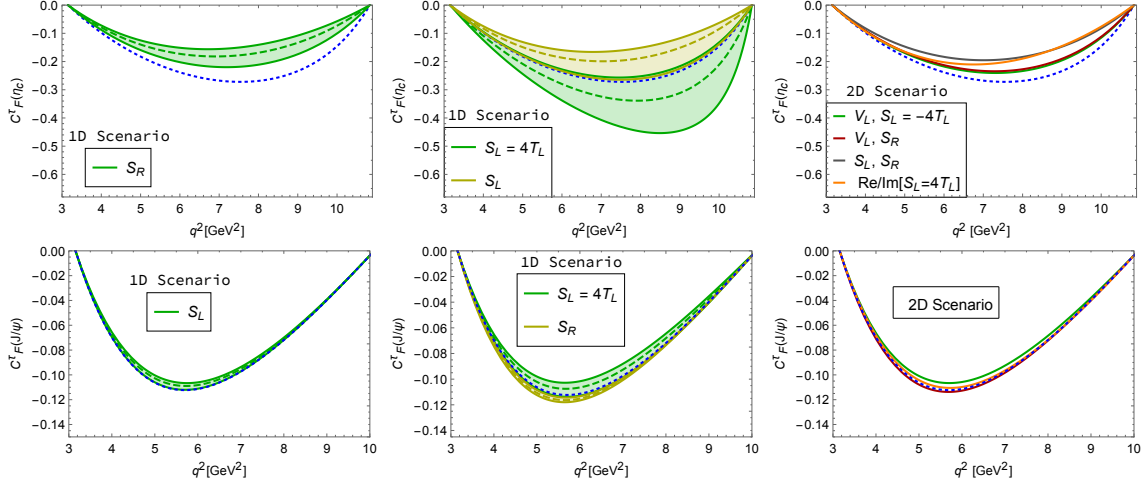 0.0
-0.1
-0.2
-0.3
-0.4
-0.5
-0.6
C^τ_F(η_c)
1D Scenario
S_R
3 4 5 6 7 8 9 10
q^2[GeV^2]
0.0
-0.1
-0.2
-0.3
-0.4
-0.5
-0.6
C^τ_F(η_c)
1D Scenario
S_L = 4T_L
S_L
3 4 5 6 7 8 9 10
q^2[GeV^2]
0.0
-0.1
-0.2
-0.3
-0.4
-0.5
-0.6
C^τ_F(η_c)
2D Scenario
V_L, S_L = -4T_L
V_L, S_R
S_L, S_R
Re/Im[S_L=4T_L]
3 4 5 6 7 8 9 10
q^2[GeV^2]
0.00
-0.02
-0.04
-0.06
-0.08
-0.10
-0.12
-0.14
C^τ_F(J/ψ)
1D Scenario
S_L
3 4 5 6 7 8 9 10
q^2[GeV^2]
0.00
-0.02
-0.04
-0.06
-0.08
-0.10
-0.12
-0.14
C^τ_F(J/ψ)
1D Scenario
S_L = 4T_L
S_R
3 4 5 6 7 8 9 10
q^2[GeV^2]
0.00
-0.02
-0.04
-0.06
-0.08
-0.10
-0.12
-0.14
C^τ_F(J/ψ)
2D Scenario
3 4 5 6 7 8 9 10
q^2 [GeV^2]